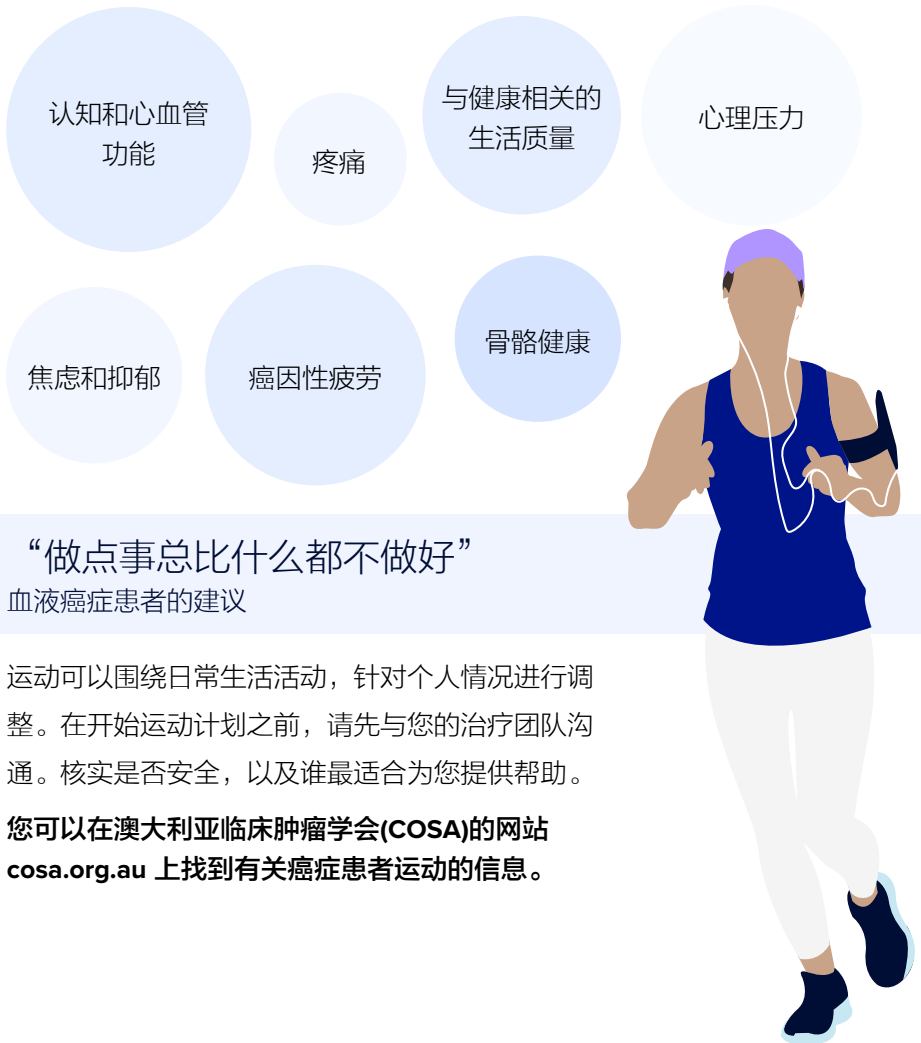 认知和心血管
功能
疼痛
与健康相关的
生活质量
心理压力
焦虑和抑郁
癌因性疲劳
骨骼健康
“做点事总比什么都不做好”
血液癌症患者的建议
运动可以围绕日常生活活动，针对个人情况进行调
整。在开始运动计划之前，请先与您的治疗团队沟
通。核实是否安全，以及谁最适合为您提供帮助。
您可以在澳大利亚临床肿瘤学会(COSA)的网站
cosa.org.au 上找到有关癌症患者运动的信息。